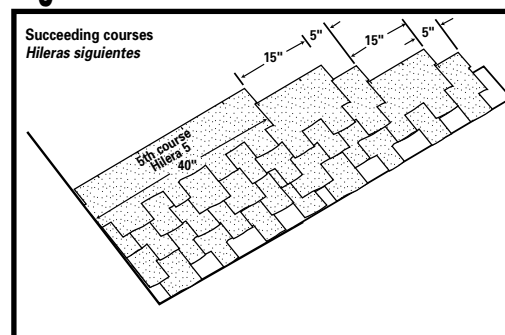 Succeeding courses
Hileras siguientes
15"
5"
15"
5"
5th course
Hilera 5
40"